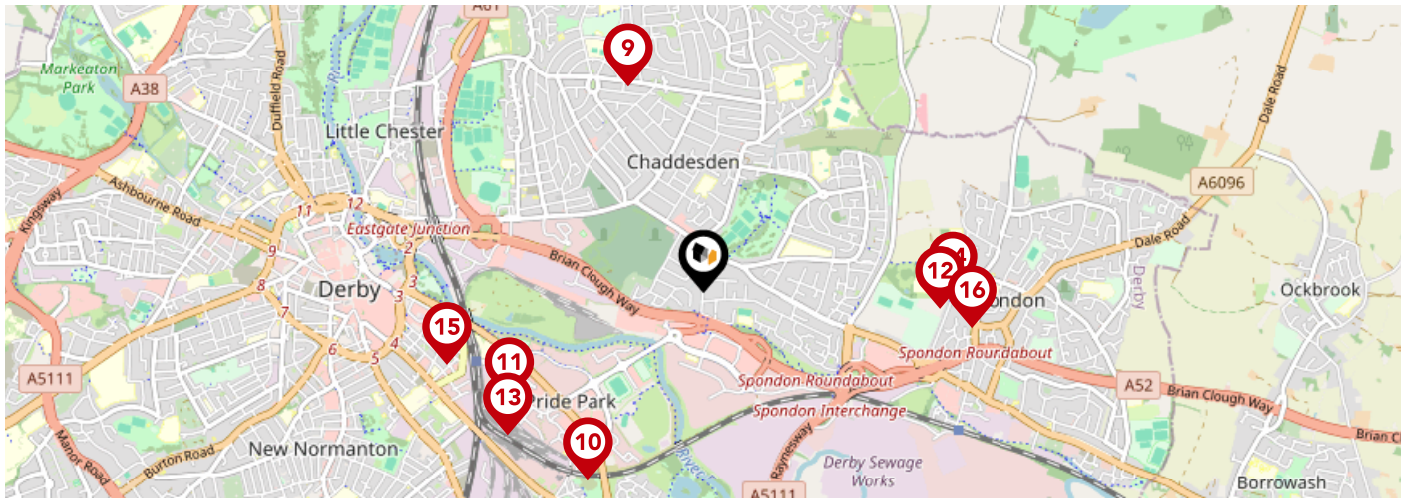 A61
9
Markeaton
Park
A38
Duffield Road
Dale Road
Little Chester
Chaddesden
Kingsway
Ashbourne Road
A6096
11
12
Eastgate Junction
Dale Road
9
2
Brian Clough Way
4
12
16
Derby
8
3
Derby
Ockbrook
7
3
15
6
5
4
11
Spondon Roundabout
A5111
Spondon Roundabout
A52
Brian Clough Way
13
Pride Park
Spondon Interchange
10
Brian Cl
Manor Road
Burton Road
New Normanton
Raynesway
Derby Sewage
Works
A5111
Borrowash